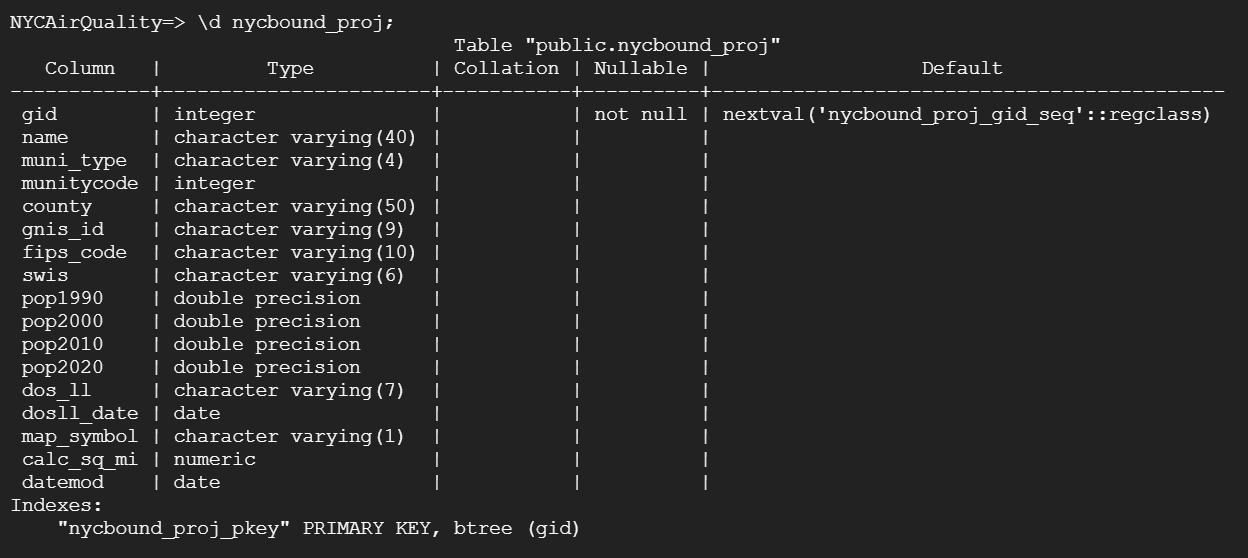 NYCAirQuality=> \d nycbound_proj;
                                      Table "public.nycbound_proj"
   Column   |         Type          | Collation | Nullable |                  Default
------------+-----------------------+-----------+----------+--------------------------------------------
 gid        | integer               |           | not null | nextval('nycbound_proj_gid_seq'::regclass)
 name       | character varying(40) |           |          |
 muni_type  | character varying(4)  |           |          |
 munitycode | integer               |           |          |
 county     | character varying(50) |           |          |
 gnis_id    | character varying(9)  |           |          |
 fips_code  | character varying(10) |           |          |
 swis       | character varying(6)  |           |          |
 pop1990    | double precision      |           |          |
 pop2000    | double precision      |           |          |
 pop2010    | double precision      |           |          |
 pop2020    | double precision      |           |          |
 dos_ll     | character varying(7)  |           |          |
 dosll_date | date                  |           |          |
 map_symbol | character varying(1)  |           |          |
 calc_sq_mi | numeric               |           |          |
 datemod    | date                  |           |          |
Indexes:
    "nycbound_proj_pkey" PRIMARY KEY, btree (gid)